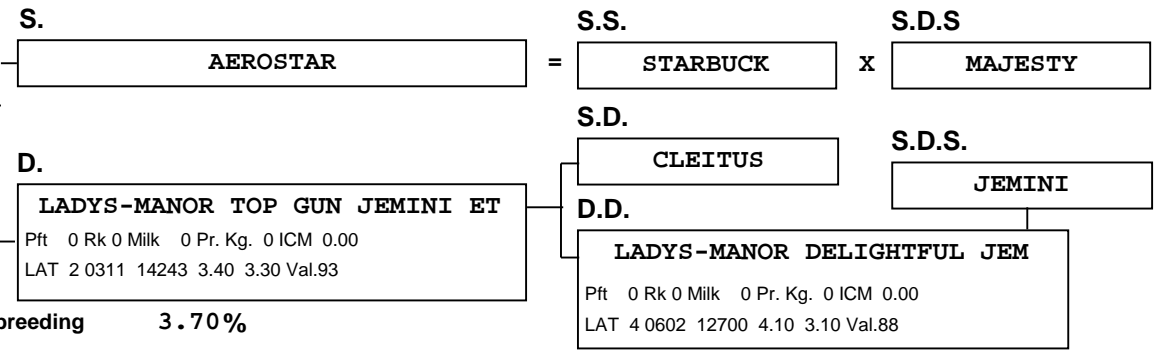 S. S.S. S.D.S
AEROSTAR = STARBUCK X MAJESTY
S.D. S.D.S.
CLEITUS
JEMINI
D.
LADYS-MANOR TOP GUN JEMINI ET
Pft 0 Rk 0 Milk 0 Pr. Kg. 0 ICM 0.00
LAT 2 0311 14243 3.40 3.30 Val.93
D.D.
LADYS-MANOR DELIGHTFUL JEM
Pft 0 Rk 0 Milk 0 Pr. Kg. 0 ICM 0.00
LAT 4 0602 12700 4.10 3.10 Val.88
breeding 3.70%